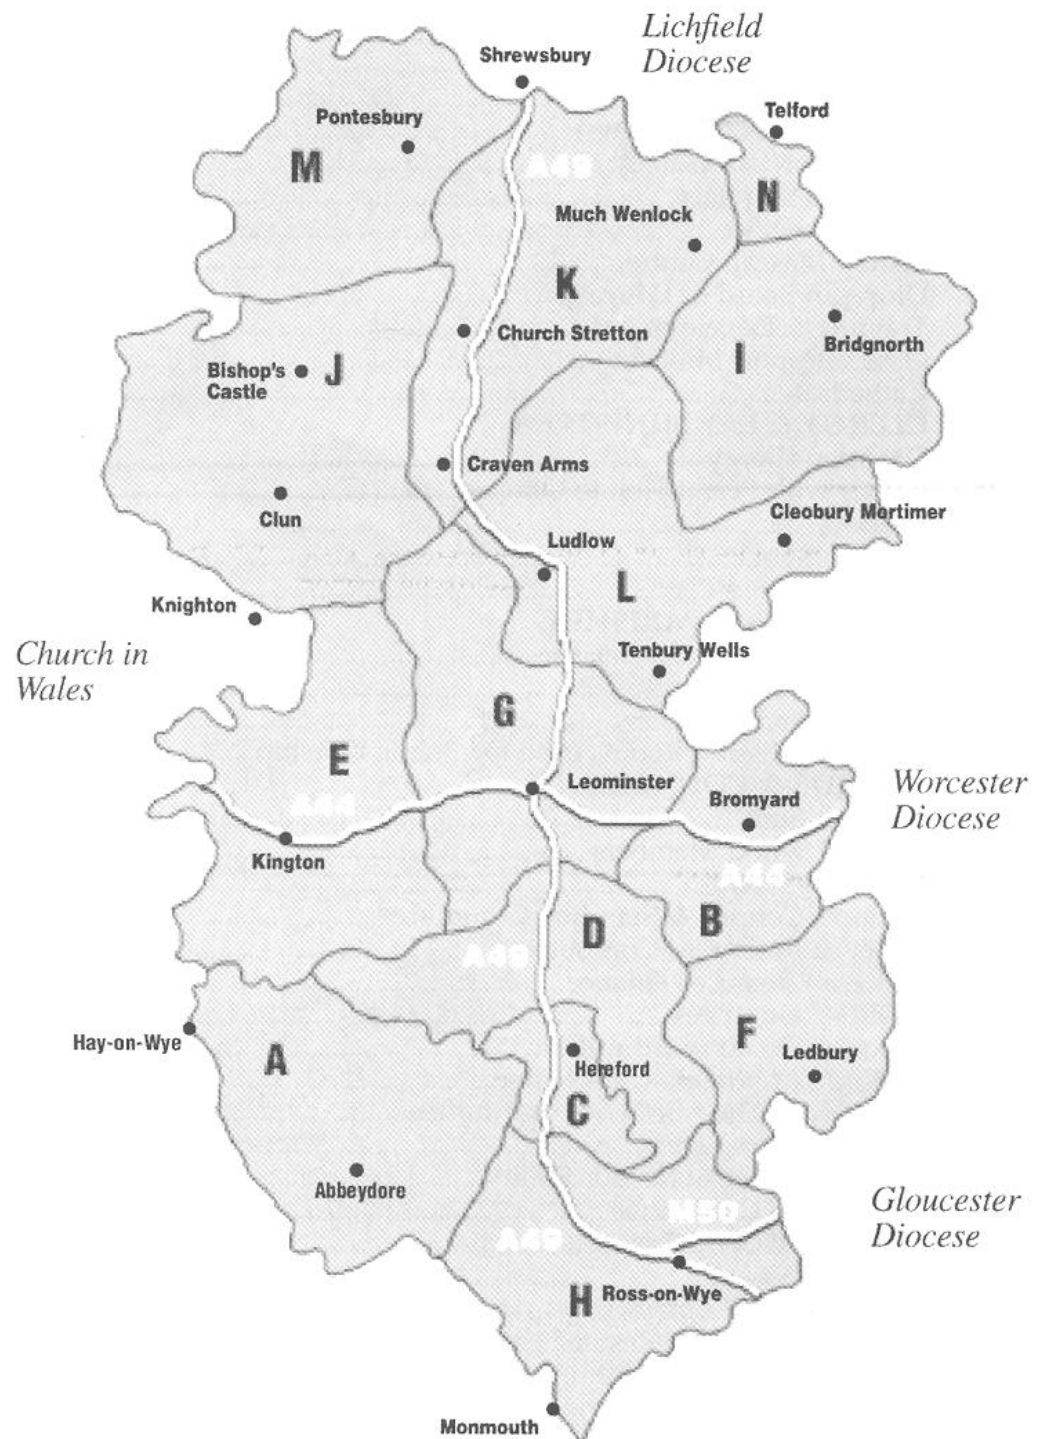 Lichfield
Diocese
Shrewsbury
Telford
Pontesbury
M
A49
N
Much Wenlock
K
Church Stretton
Bridgnorth
I
Bishop's
Castle
J
Craven Arms
Clun
Cleobury Mortimer
Ludlow
L
Knighton
Church in
Wales
Tenbury Wells
G
E
Leominster
Worcester
Diocese
Bromyard
A44
Kington
A44
B
D
A49
F
Hay-on-Wye
A
Ledbury
Hereford
C
Abbeydore
Gloucester
Diocese
M50
A49
H
Ross-on-Wye
Monmouth